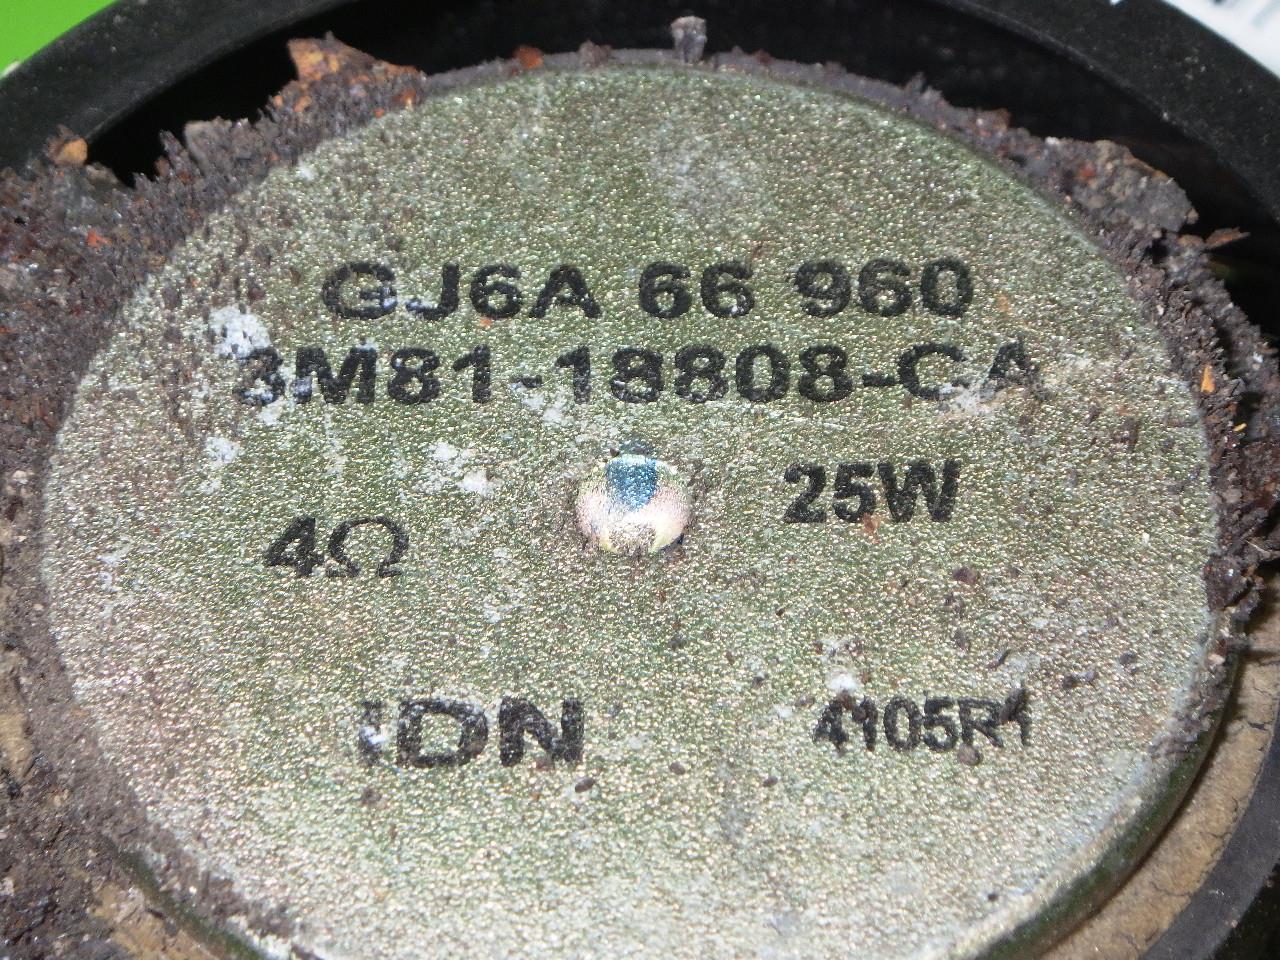 GJ6A 66 960
3M81-18808-CA
4Ω 25W
IDN 4105R1